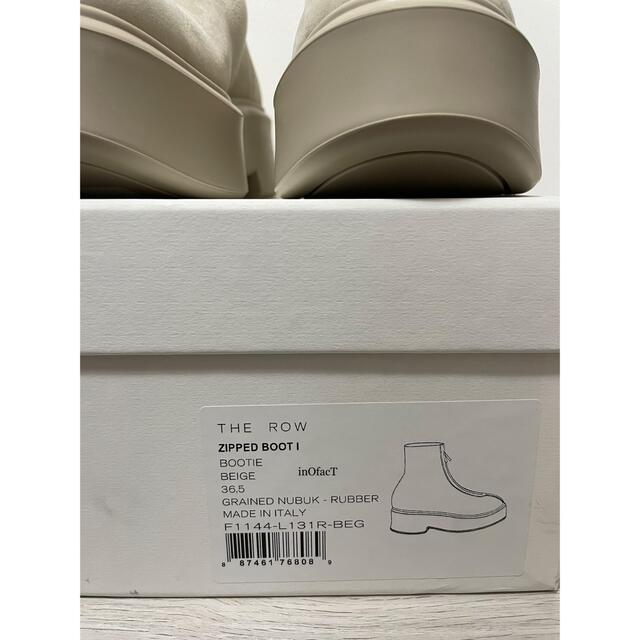 THE ROW
ZIPPED BOOT I
BOOTIE
BEIGE
inOfacT
36,5
GRAINED NUBUK - RUBBER
MADE IN ITALY
F1144-L131R-BEG
8 87461 76808 9